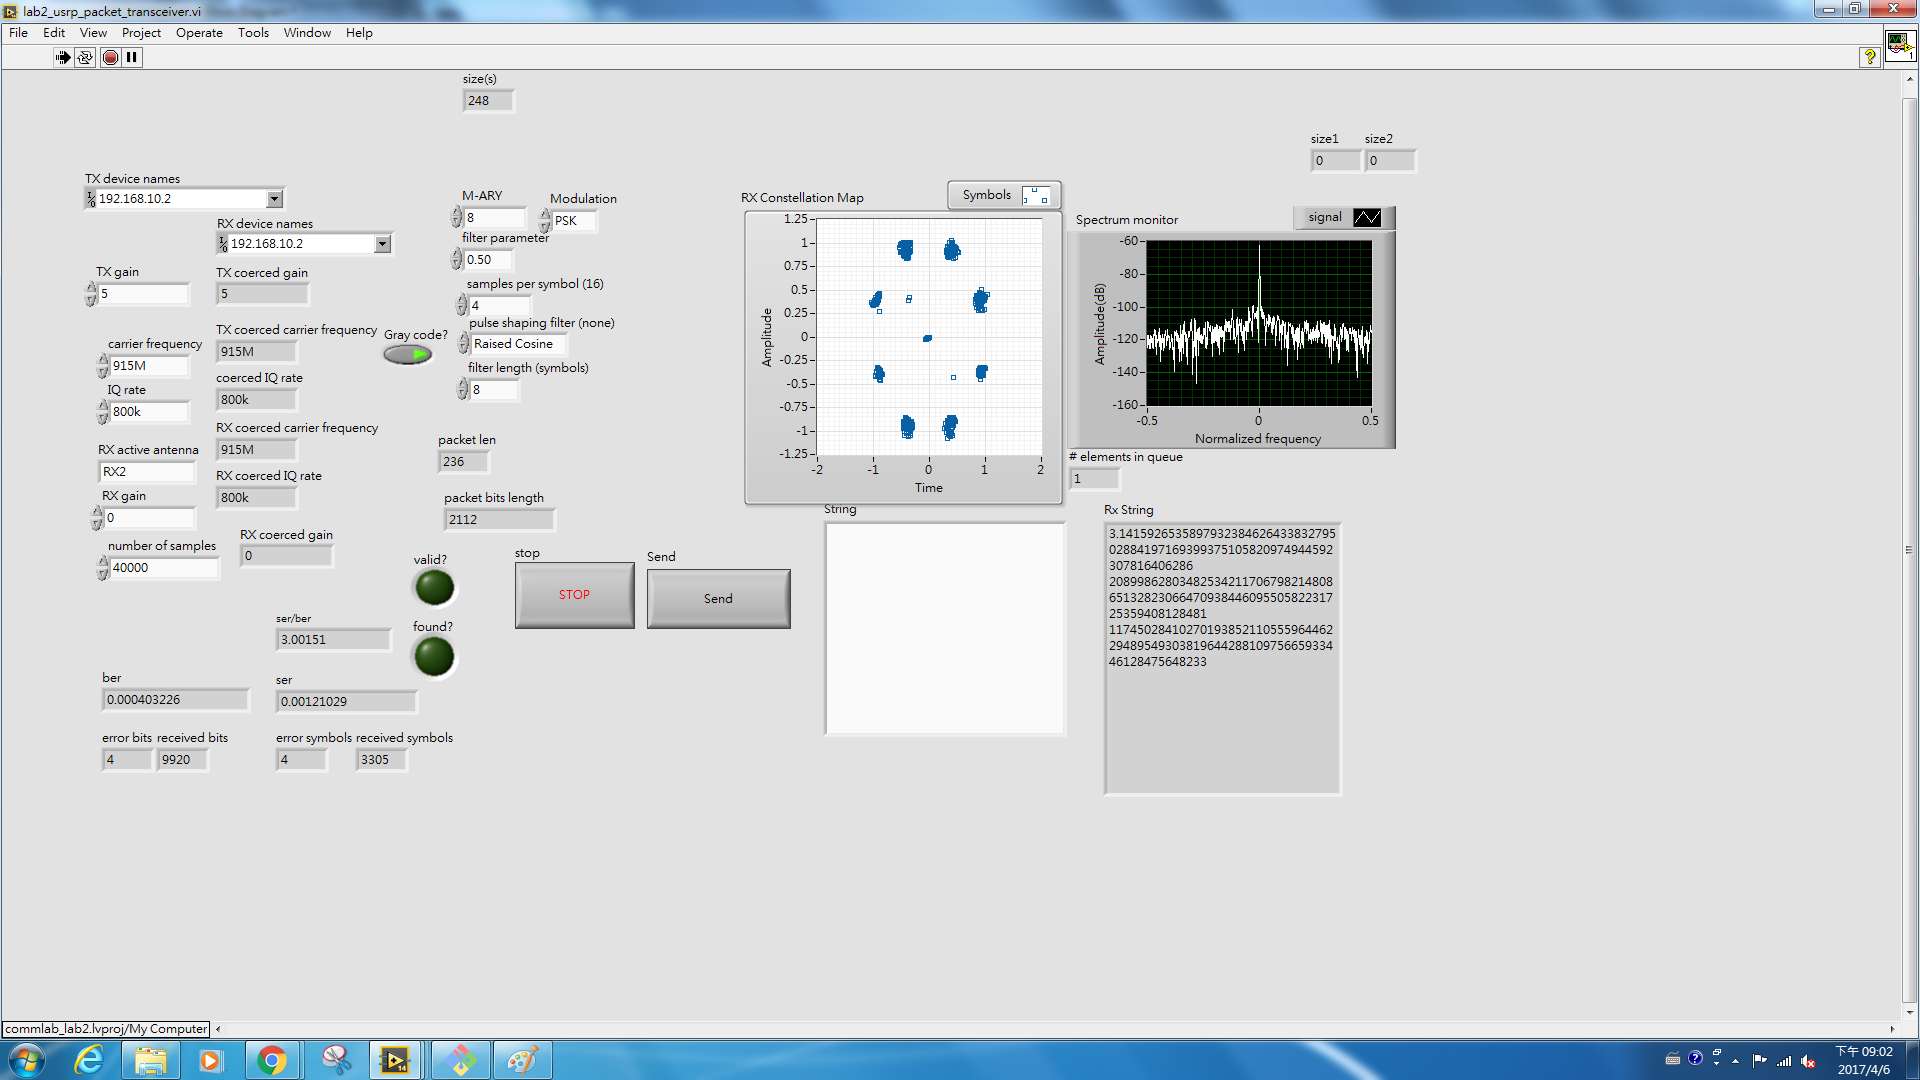 lab2_usrp_packet_transceiver.vi
File Edit View Project Operate Tools Window Help
size(s)
248
size1 size2
0 0
TX device names
192.168.10.2
RX device names
192.168.10.2
TX gain
5
TX coerced gain
5
carrier frequency
915M
TX coerced carrier frequency
915M
IQ rate
800k
coerced IQ rate
800k
RX coerced carrier frequency
915M
RX active antenna
RX2
RX coerced IQ rate
800k
RX gain
0
RX coerced gain
0
number of samples
40000
Gray code?
M-ARY
8
Modulation
PSK
filter parameter
0.50
samples per symbol (16)
4
pulse shaping filter (none)
Raised Cosine
filter length (symbols)
8
packet len
236
packet bits length
2112
valid?
found?
stop
STOP
Send
Send
ser/ber
3.00151
ber
0.000403226
ser
0.00121029
error bits received bits
4 9920
error symbols received symbols
4 3305
RX Constellation Map
Symbols
Amplitude
1.25
1
0.75
0.5
0.25
0
-0.25
-0.5
-0.75
-1
-1.25
-2 -1 0 1 2
Time
Spectrum monitor
signal
Amplitude(dB)
-60
-80
-100
-120
-140
-160
-0.5 0 0.5
Normalized frequency
# elements in queue
1
String
Rx String
3.14159265358979323846264338327950
02884197169399375105820974944592
307816406286
20899862803482534211706798214808
65132823066470938446095505822317
25359408128481
11745028410270193852110555964462
29489549303819644288109756659334
46128475648233
commlab_lab2.lvproj/My Computer
14
下午 09:02
2017/4/6